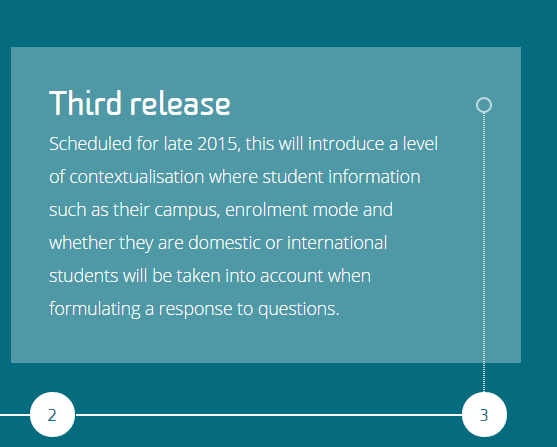 Third release
Scheduled for late 2015, this will introduce a level
of contextualisation where student information
such as their campus, enrolment mode and
whether they are domestic or international
students will be taken into account when
formulating a response to questions.
2
3